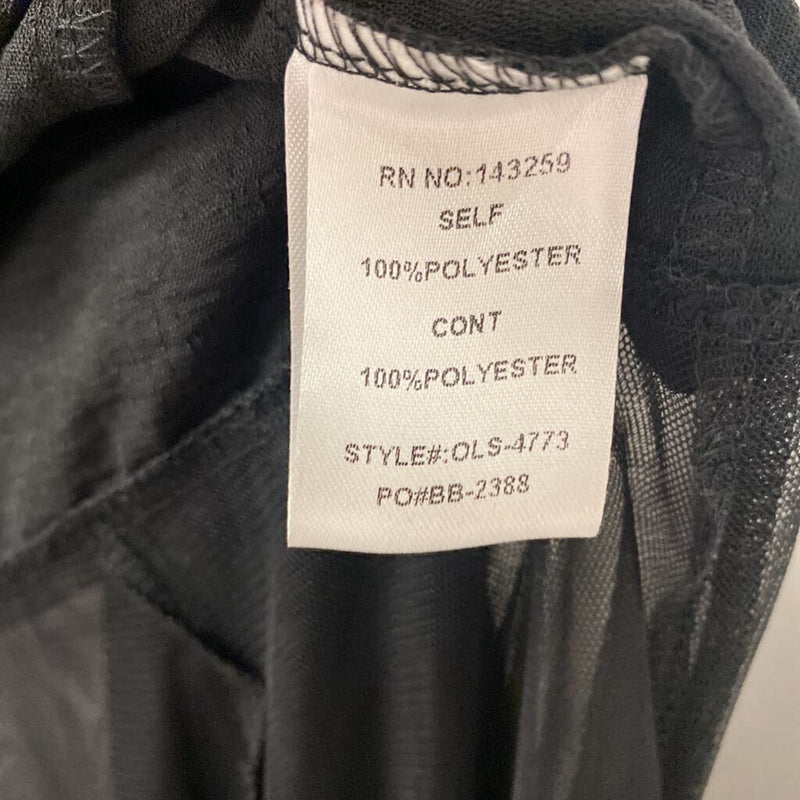 RN NO:143259
SELF
100%POLYESTER
CONT
100%POLYESTER
STYLE#:OLS-4773
PO#BB-2388